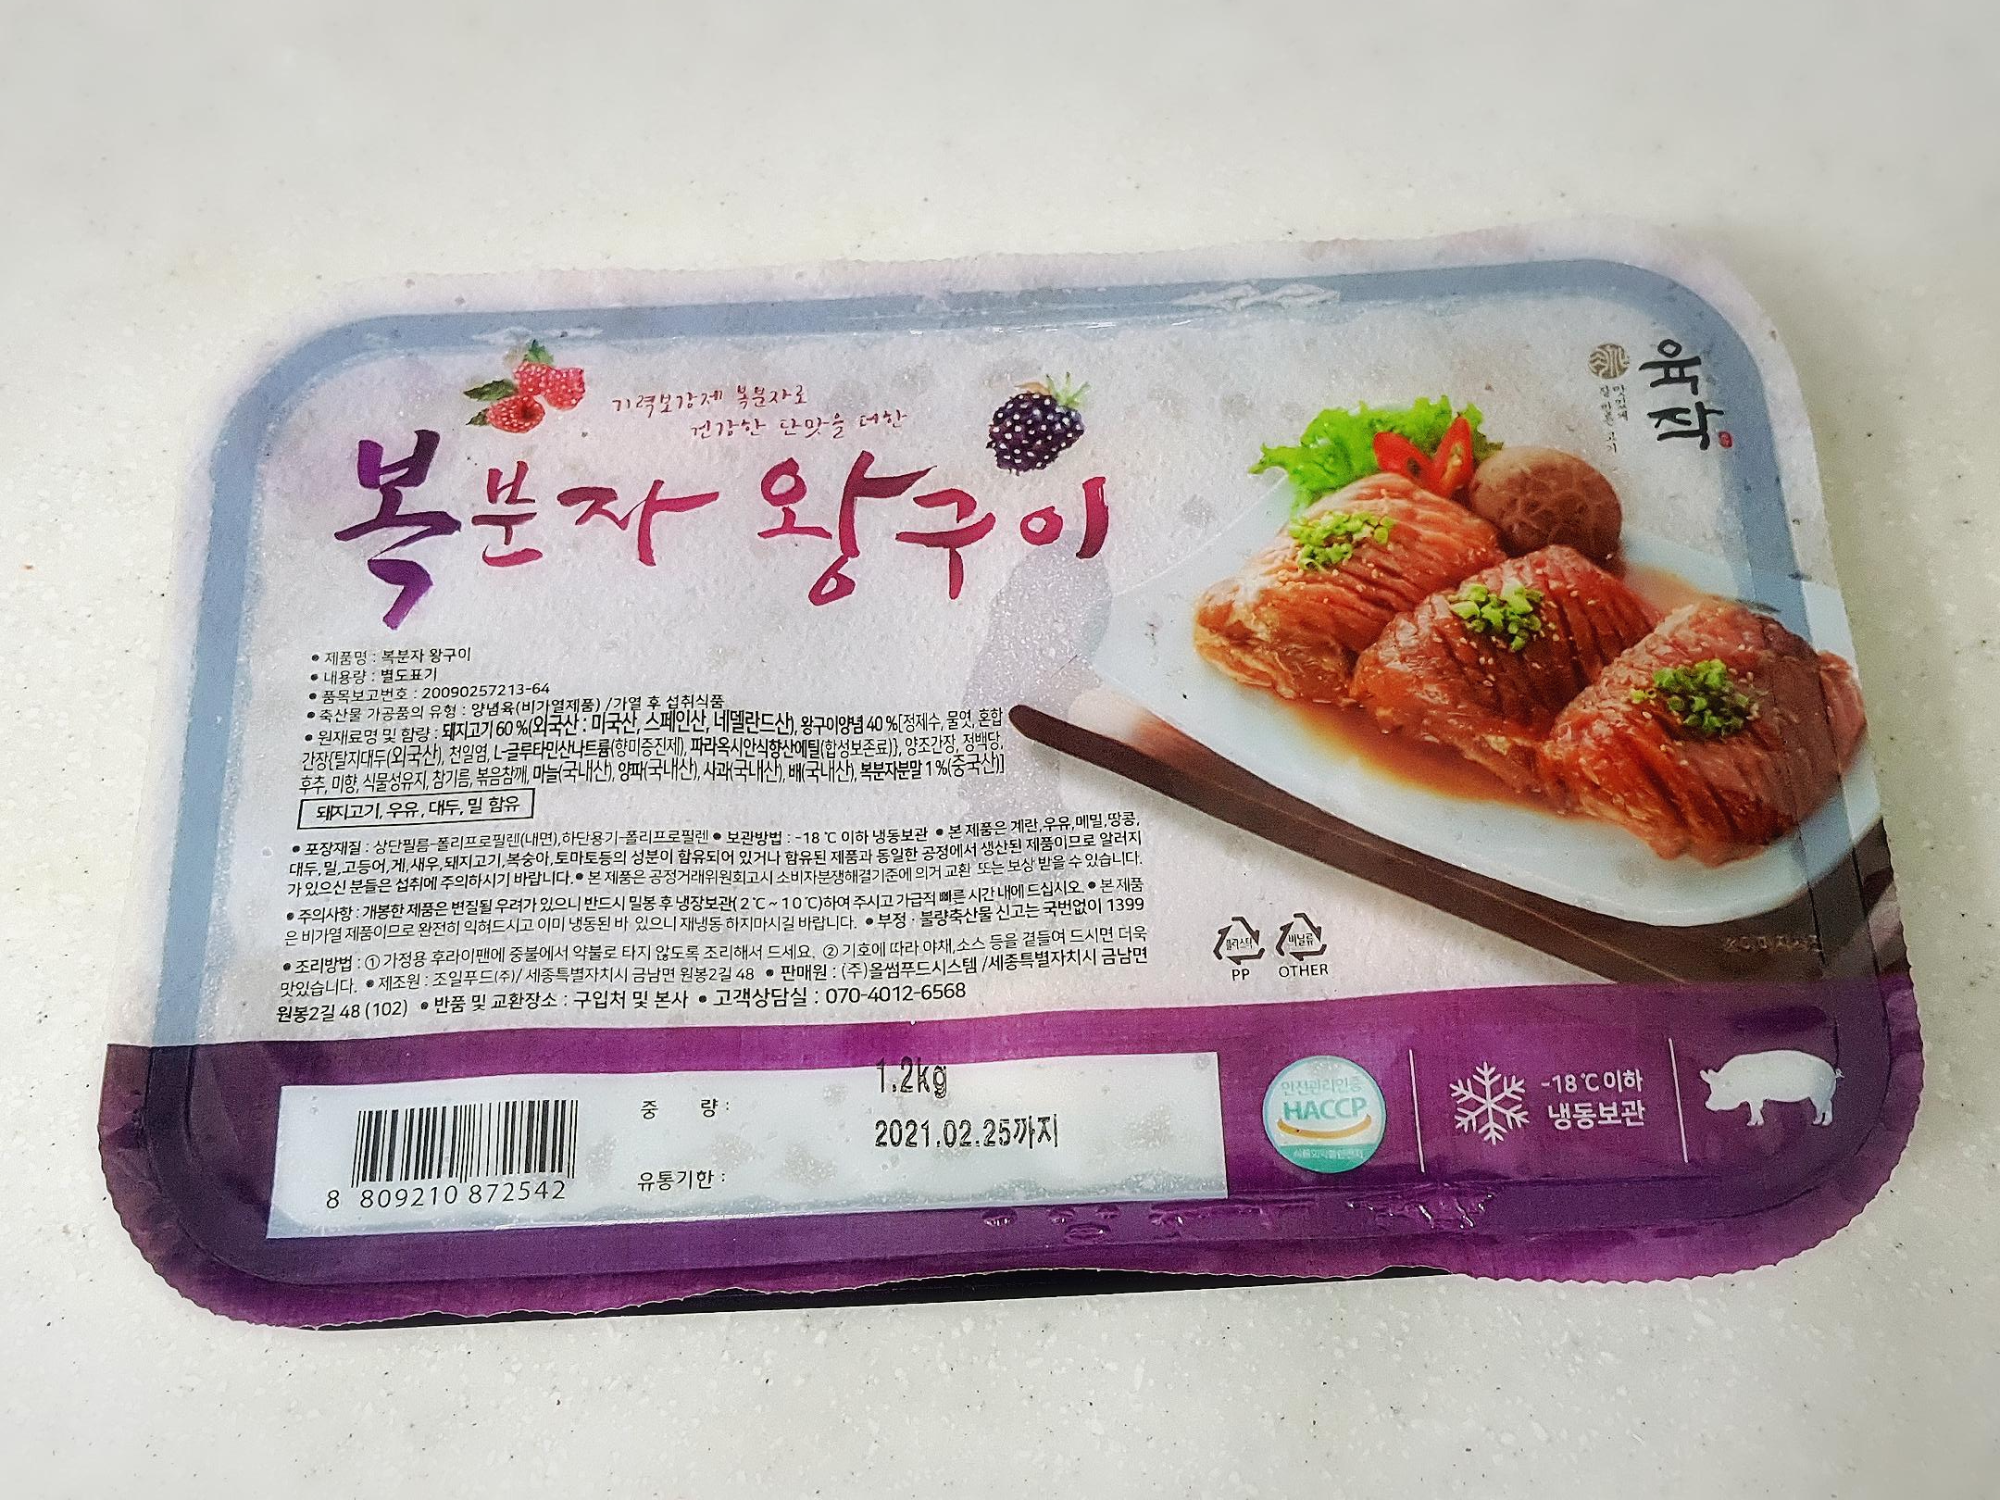 육작
맛있게
기력보강제 복분자로
건강한 단맛을 더한
복분자 왕구이
• 제품명 : 복분자 왕구이
• 내용량 : 별도표기
• 품목보고번호 : 20090257213-64
• 축산물 가공품의 유형 : 양념육(비가열제품) /가열 후 섭취식품
• 원재료명 및 함량 : 돼지고기 60 %(외국산 : 미국산, 스페인산, 네델란드산), 왕구이양념 40 %[정제수, 물엿, 혼합
간장{탈지대두(외국산), 천일염, L-글루타민산나트륨(향미증진제), 파라옥시안식향산에틸(합성보존료)}, 양조간장, 정백당,
후추, 미향, 식물성유지, 참기름, 볶음참깨, 마늘(국내산), 양파(국내산), 사과(국내산), 배(국내산), 복분자분말 1 %(중국산)]
돼지고기, 우유, 대두, 밀 함유
• 포장재질 : 상단필름-폴리프로필렌(내면),하단용기-폴리프로필렌 • 보관방법 : -18 ℃ 이하 냉동보관 • 본 제품은 계란,우유,메밀,땅콩,
대두,밀,고등어,게,새우,돼지고기,복숭아,토마토등의 성분이 함유되어 있거나 함유된 제품과 동일한 공정에서 생산된 제품이므로 알러지
가 있으신 분들은 섭취에 주의하시기 바랍니다.• 본 제품은 공정거래위원회고시 소비자분쟁해결기준에 의거 교환 또는 보상 받을 수 있습니다.
• 주의사항 : 개봉한 제품은 변질될 우려가 있으니 반드시 밀봉 후 냉장보관(2℃~10℃)하여 주시고 가급적 빠른 시간 내에 드십시오. • 본 제품
은 비가열 제품이므로 완전히 익혀드시고 이미 냉동된 바 있으니 재냉동 하지마시길 바랍니다. • 부정 · 불량축산물 신고는 국번없이 1399
• 조리방법 : ① 가정용 후라이팬에 중불에서 약불로 타지 않도록 조리해서 드세요. ② 기호에 따라 야채,소스 등을 곁들여 드시면 더욱
맛있습니다. • 제조원 : 조일푸드(주)/ 세종특별자치시 금남면 원봉2길 48 • 판매원 : (주)올썸푸드시스템 /세종특별자치시 금남면
원봉2길 48 (102) • 반품 및 교환장소 : 구입처 및 본사 • 고객상담실 : 070-4012-6568
플라스틱 비닐류
PP OTHER
중 량 : 1.2kg
2021.02.25까지
유통기한 :
8 809210 872542
안전관리인증
HACCP
식품의약품안전처
-18℃ 이하
냉동보관